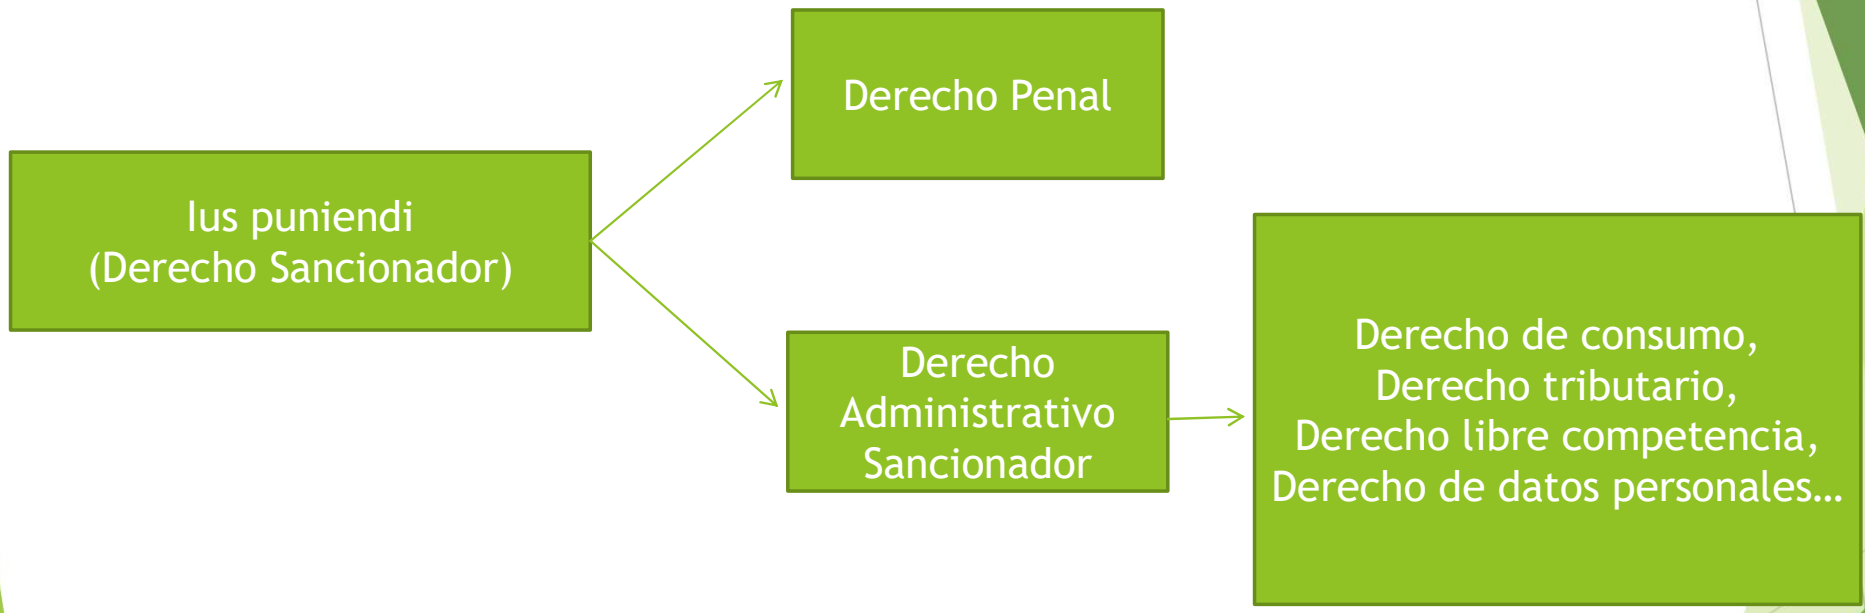 Ius puniendi
(Derecho Sancionador)
Derecho Penal
Derecho
Administrativo
Sancionador
Derecho de consumo,
Derecho tributario,
Derecho libre competencia,
Derecho de datos personales…